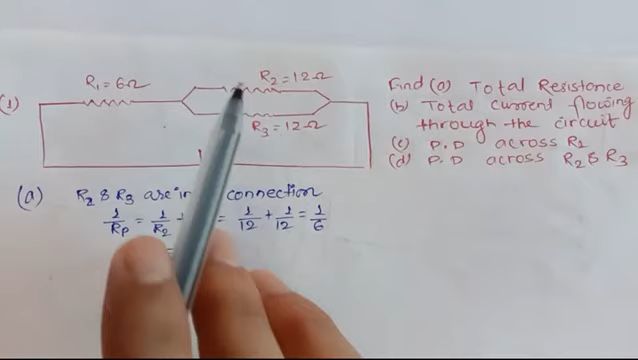 (1)
R₁=6Ω
R₂=12Ω
R₃=12Ω
Find (a) Total Resistance
(b) Total Current flowing
through the circuit
(c) P.D across R₁
(d) P.D across R₂ & R₃
(a) R₂ & R₃ are in connection
1/Rp = 1/R₂ + = 1/12 + 1/12 = 1/6